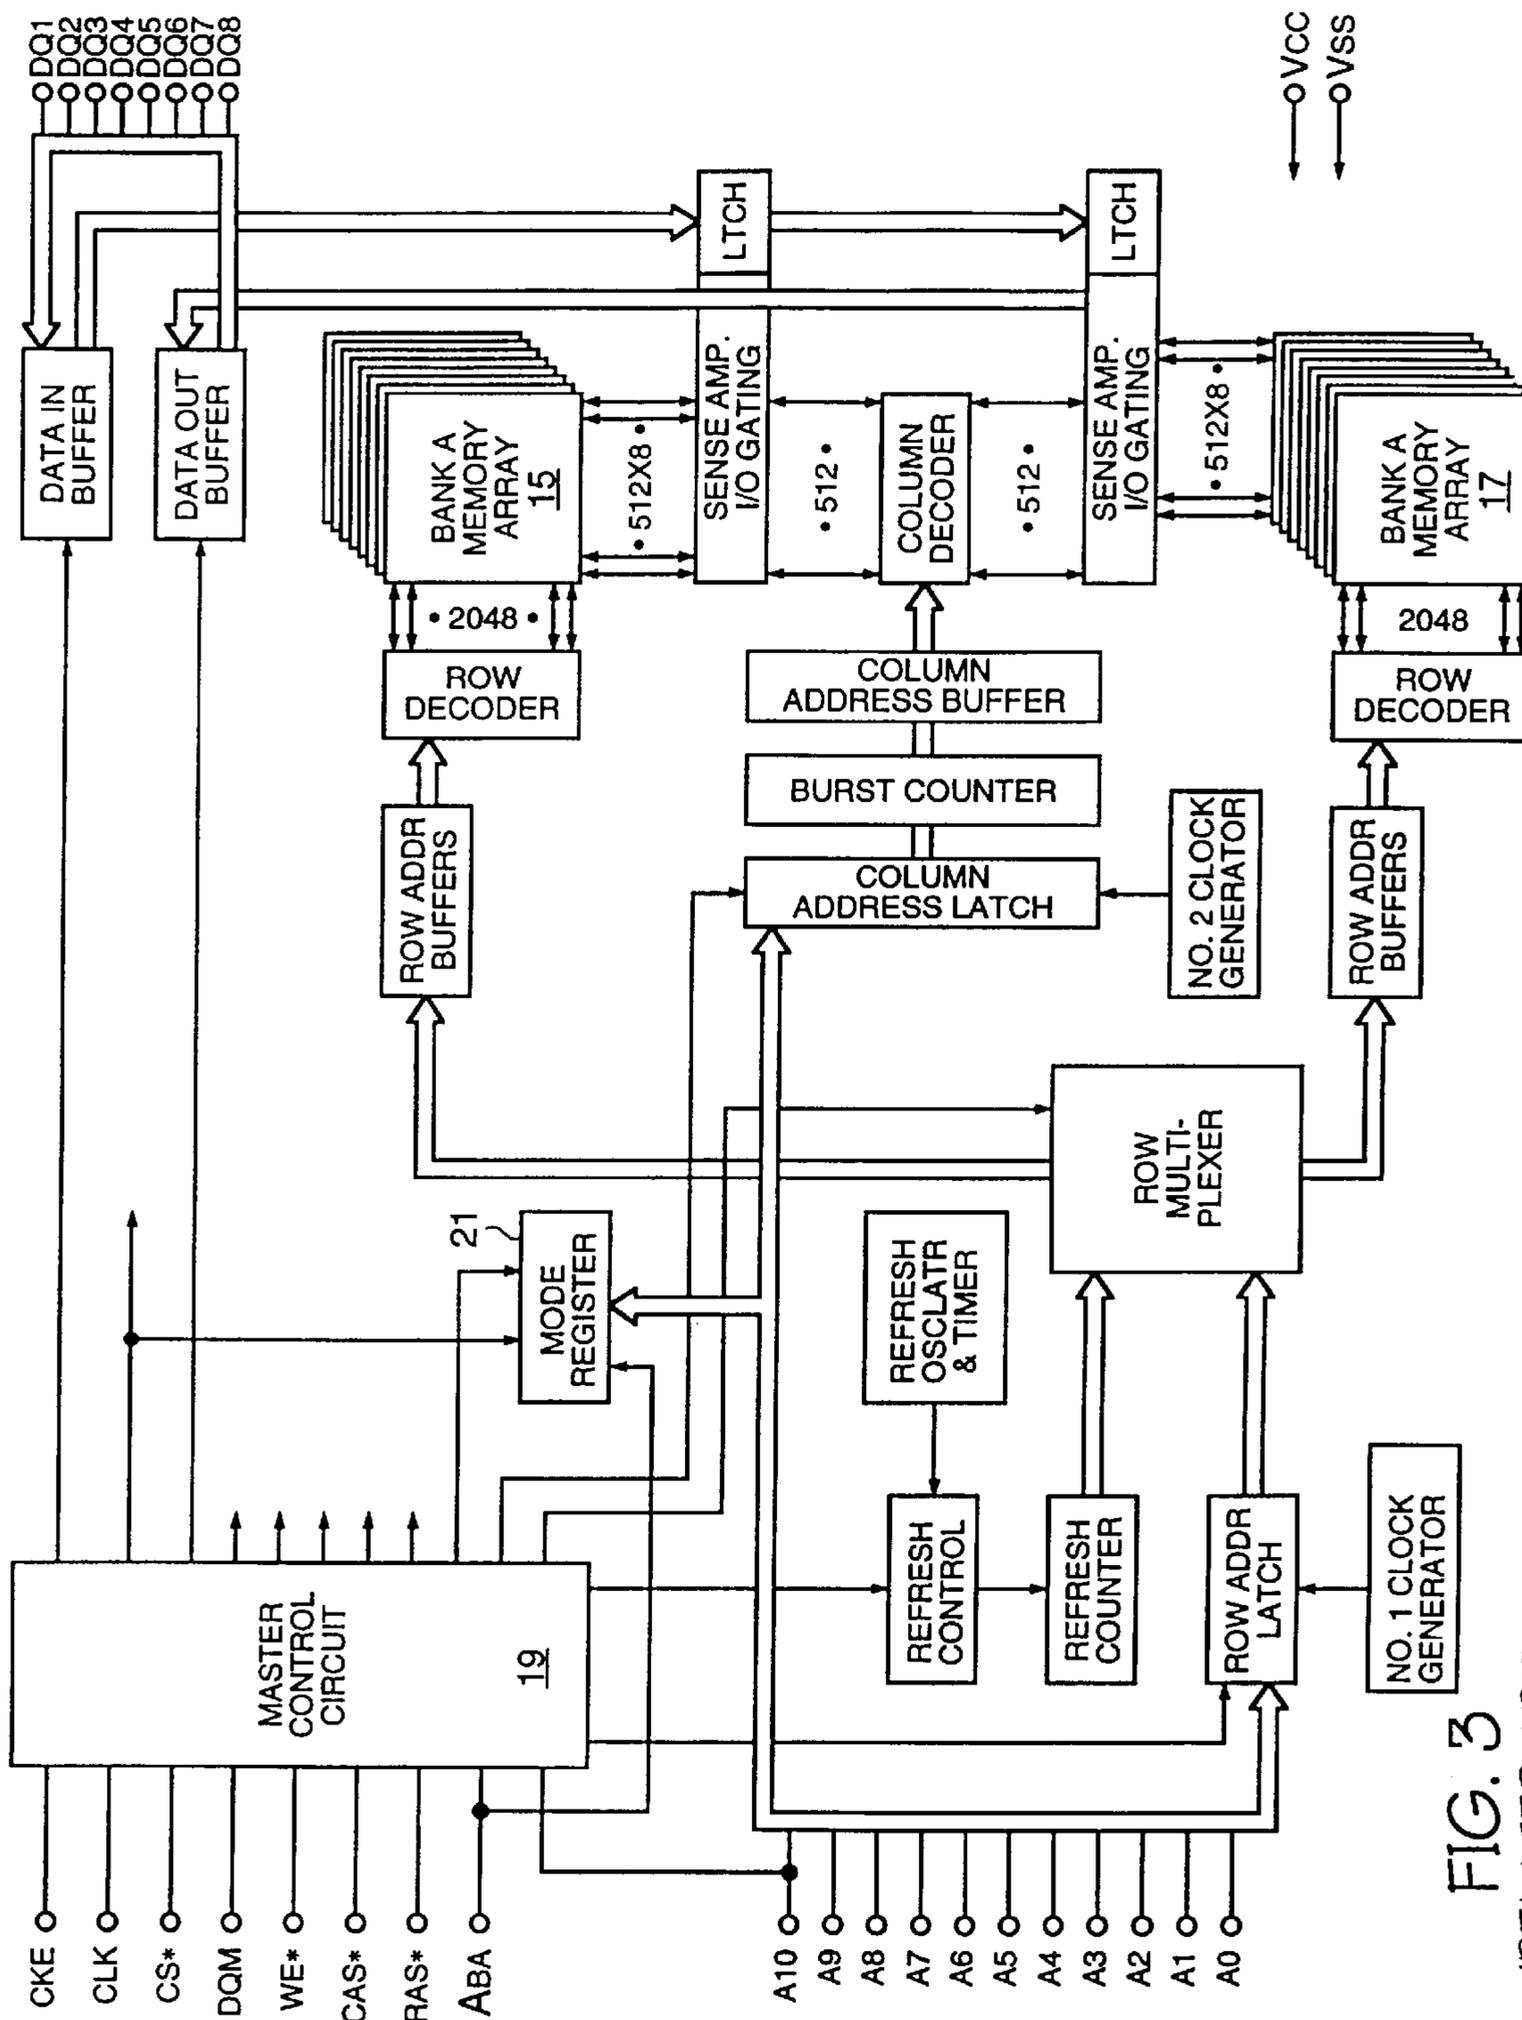 CKE
CLK
CS*
DQM
WE*
CAS*
RAS*
ABA
A10
A9
A8
A7
A6
A5
A4
A3
A2
A1
A0
MASTER
CONTROL
CIRCUIT
19
MODE
REGISTER
21
REFRESH
OSCLATR
& TIMER
REFRESH
CONTROL
REFRESH
COUNTER
ROW ADDR
LATCH
NO. 1 CLOCK
GENERATOR
ROW
MULTI-
PLEXER
ROW ADDR
BUFFERS
COLUMN
ADDRESS LATCH
BURST COUNTER
COLUMN
ADDRESS BUFFER
NO. 2 CLOCK
GENERATOR
ROW ADDR
BUFFERS
ROW
DECODER
ROW
DECODER
• 2048 •
2048
DATA IN
BUFFER
DATA OUT
BUFFER
BANK A
MEMORY
ARRAY
15
• 512X8 •
SENSE AMP.
I/O GATING
LTCH
• 512 •
COLUMN
DECODER
• 512 •
SENSE AMP.
I/O GATING
LTCH
• 512X8 •
BANK A
MEMORY
ARRAY
17
DQ1
DQ2
DQ3
DQ4
DQ5
DQ6
DQ7
DQ8
VCC
VSS
FIG. 3